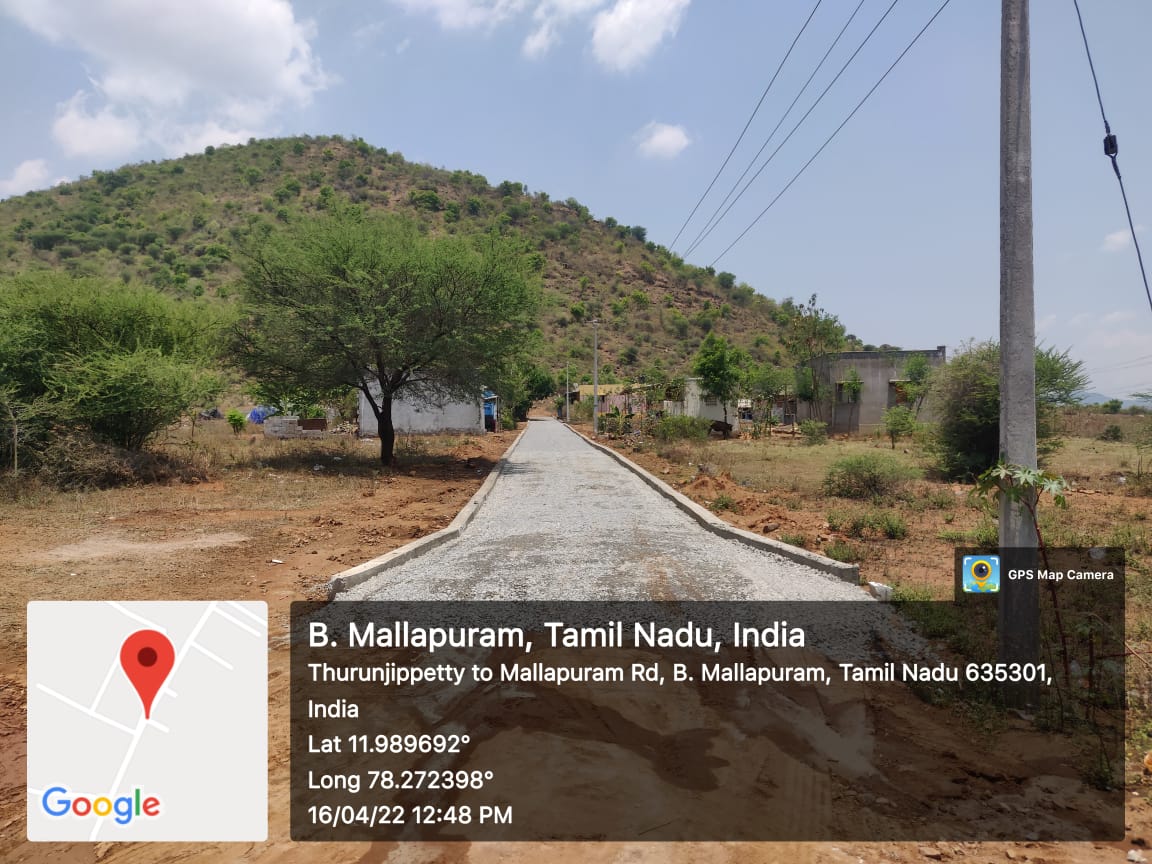 GPS Map Camera
B. Mallapuram, Tamil Nadu, India
Thurunjippetty to Mallapuram Rd, B. Mallapuram, Tamil Nadu 635301,
India
Lat 11.989692°
Long 78.272398°
16/04/22 12:48 PM
Google